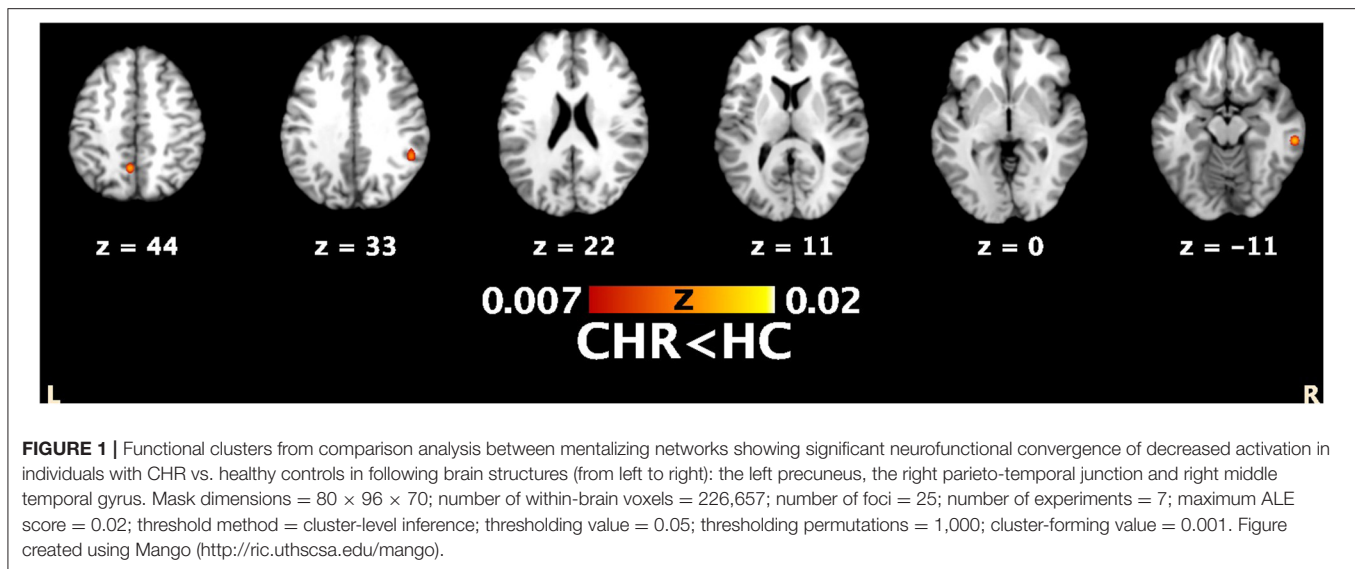 z = 44 z = 33 z = 22 z = 11 z = 0 z = −11
0.007 Z 0.02
CHR<HC
L R
FIGURE 1 | Functional clusters from comparison analysis between mentalizing networks showing significant neurofunctional convergence of decreased activation in
individuals with CHR vs. healthy controls in following brain structures (from left to right): the left precuneus, the right parieto-temporal junction and right middle
temporal gyrus. Mask dimensions = 80 × 96 × 70; number of within-brain voxels = 226,657; number of foci = 25; number of experiments = 7; maximum ALE
score = 0.02; threshold method = cluster-level inference; thresholding value = 0.05; thresholding permutations = 1,000; cluster-forming value = 0.001. Figure
created using Mango (http://ric.uthscsa.edu/mango).